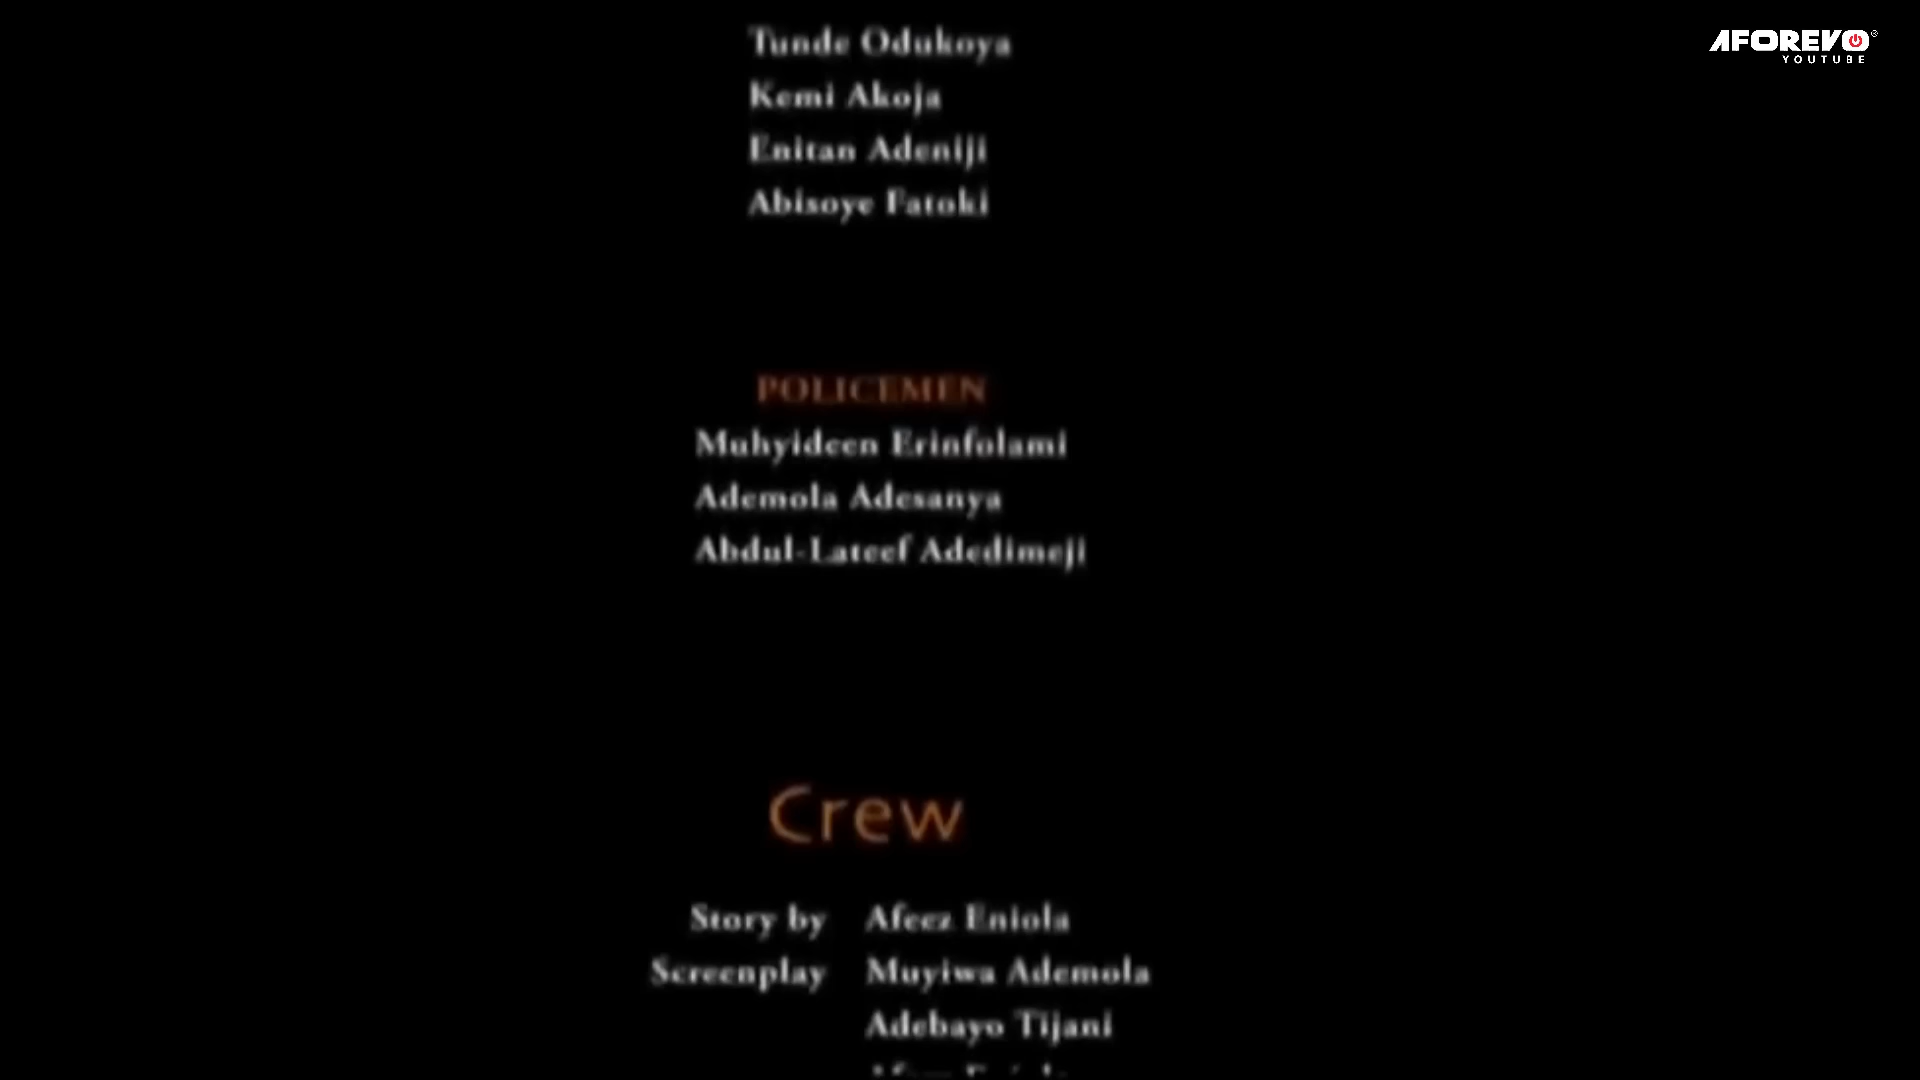 Tunde Odukoya
AFOREVO
YOUTUBE
Kemi Akoja
Enitan Adeniji
Abisoye Fatoki
POLICEMEN
Muhyideen Erinfolami
Ademola Adesanya
Abdul-Lateef Adedimeji
Crew
Story by Afeez Eniola
Screenplay Muyiwa Ademola
Adebayo Tijani